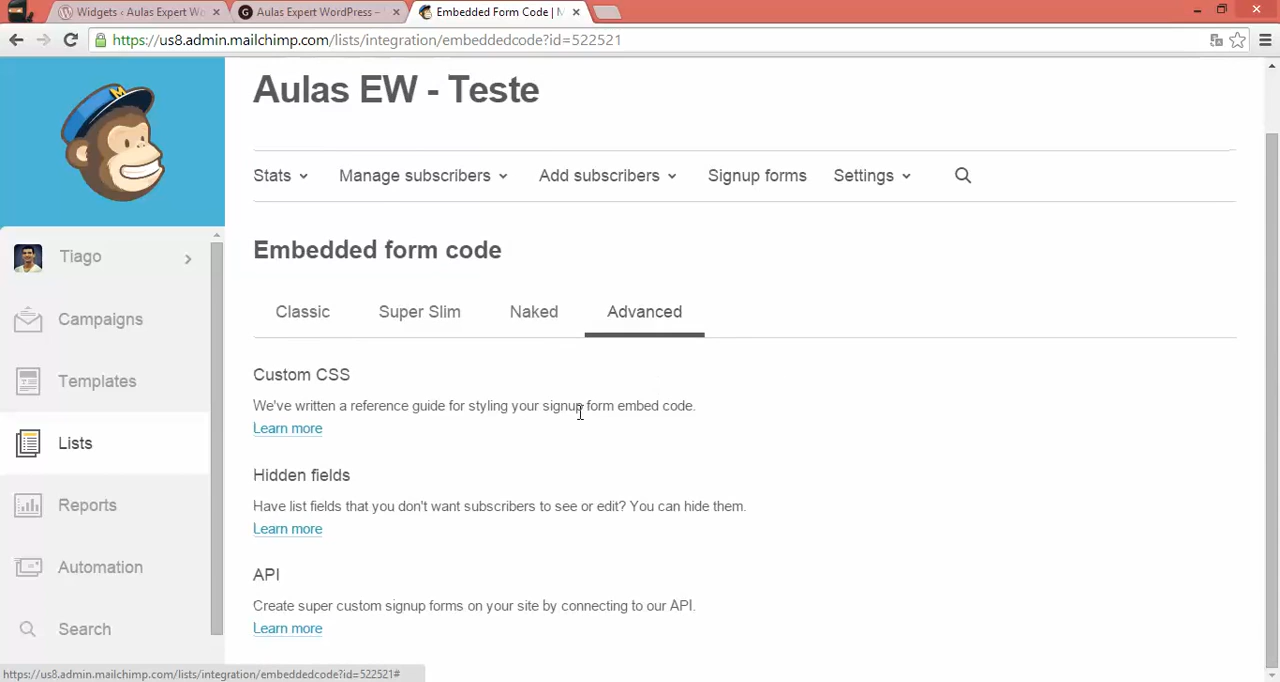 Widgets ‹ Aulas Expert Wo
Aulas Expert WordPress –
Embedded Form Code | M
https://us8.admin.mailchimp.com/lists/integration/embeddedcode?id=522521
Aulas EW - Teste
Stats Manage subscribers Add subscribers Signup forms Settings
Tiago
Campaigns
Templates
Lists
Reports
Automation
Search
Embedded form code
Classic Super Slim Naked Advanced
Custom CSS
We've written a reference guide for styling your signup form embed code.
Learn more
Hidden fields
Have list fields that you don't want subscribers to see or edit? You can hide them.
Learn more
API
Create super custom signup forms on your site by connecting to our API.
Learn more
https://us8.admin.mailchimp.com/lists/integration/embeddedcode?id=522521#